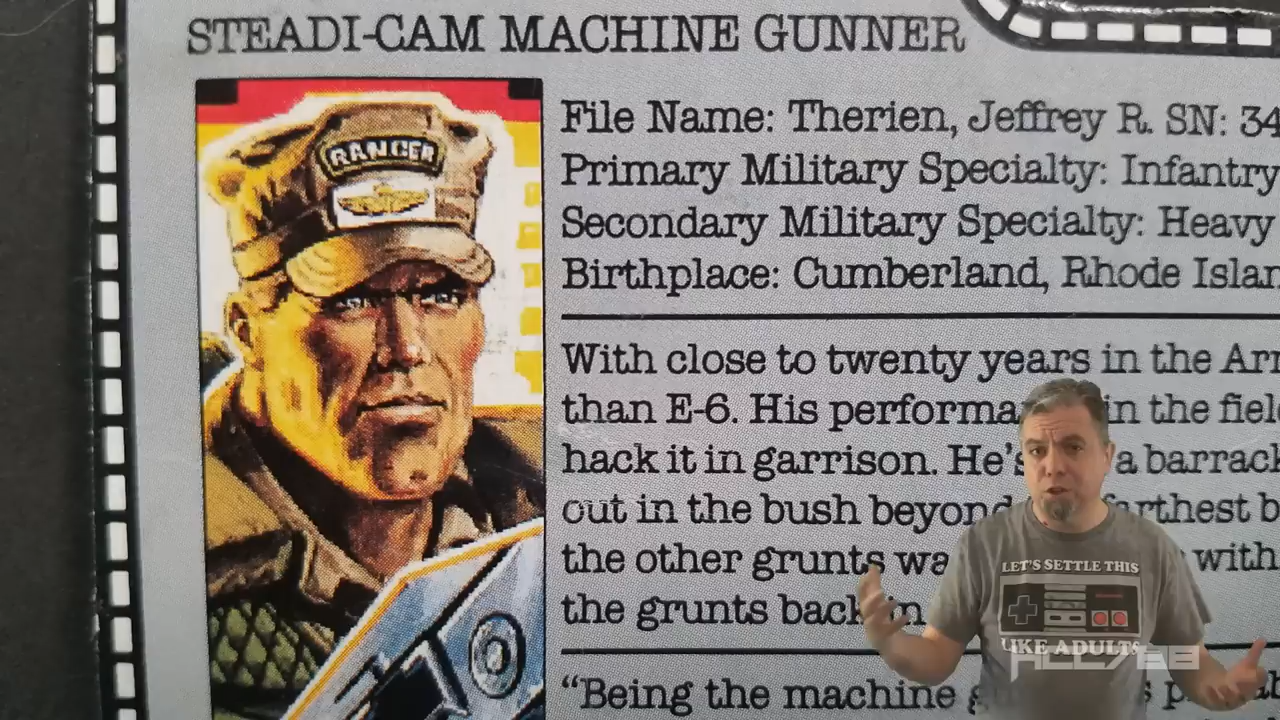 STEADI-CAM MACHINE GUNNER
RANGER
File Name: Therien, Jeffrey R. SN: 34
Primary Military Specialty: Infantry
Secondary Military Specialty: Heavy
Birthplace: Cumberland, Rhode Islan
With close to twenty years in the Ar
than E-6. His performa in the fiel
hack it in garrison. He's a barrack
out in the bush beyond farthest b
the other grunts wa with
the grunts back in
"Being the machine
LET'S SETTLE THIS
LIKE ADULTS